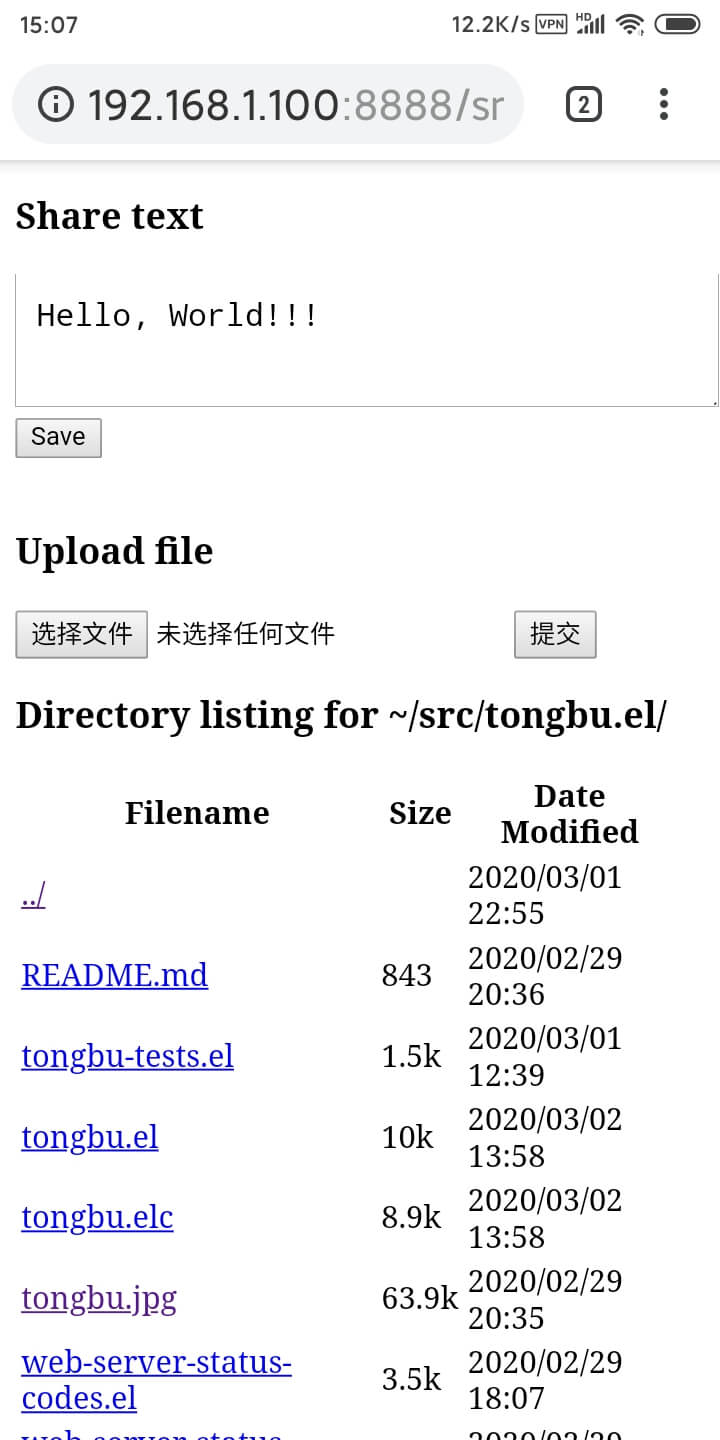 15:07
12.2K/s VPN HD
192.168.1.100:8888/sr
2
Share text
Hello, World!!!
Save
Upload file
选择文件 未选择任何文件 提交
Directory listing for ~/src/tongbu.el/
Filename Size Date
Modified
../ 2020/03/01
22:55
README.md 843 2020/02/29
20:36
tongbu-tests.el 1.5k 2020/03/01
12:39
tongbu.el 10k 2020/03/02
13:58
tongbu.elc 8.9k 2020/03/02
13:58
tongbu.jpg 63.9k 2020/02/29
20:35
web-server-status-
codes.el 3.5k 2020/02/29
18:07